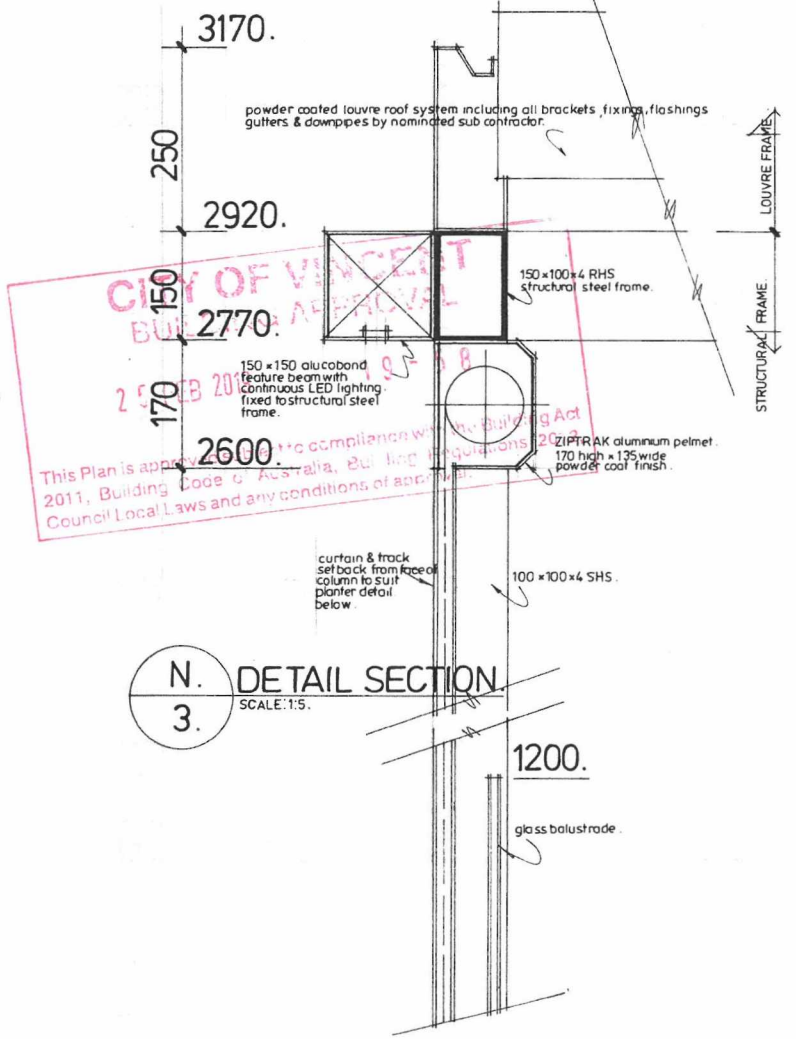 3170.
powder coated louvre roof system including all brackets, fixings, flashings
gutters & downpipes by nominated sub contractor.
LOUVRE FRAME.
250
2920.
CITY OF VINCENT
BUILDING APPROVAL
150
150×100×4 RHS
structural steel frame.
2770.
STRUCTURAL FRAME.
150×150 alucobond
feature beam with
continuous LED lighting.
fixed to structural steel
frame.
170
ZIPTRAK aluminium pelmet.
170 high × 135 wide
powder coat finish.
2600.
This Plan is approved subject to compliance with the Building Act
2011, Building Code of Australia, Building Regulations 2012
Council Local Laws and any conditions of approval.
curtain & track
setback from face of
column to suit
planter detail
below.
100×100×4 SHS.
N.
3.
DETAIL SECTION.
SCALE:1:5.
1200.
glass balustrade.